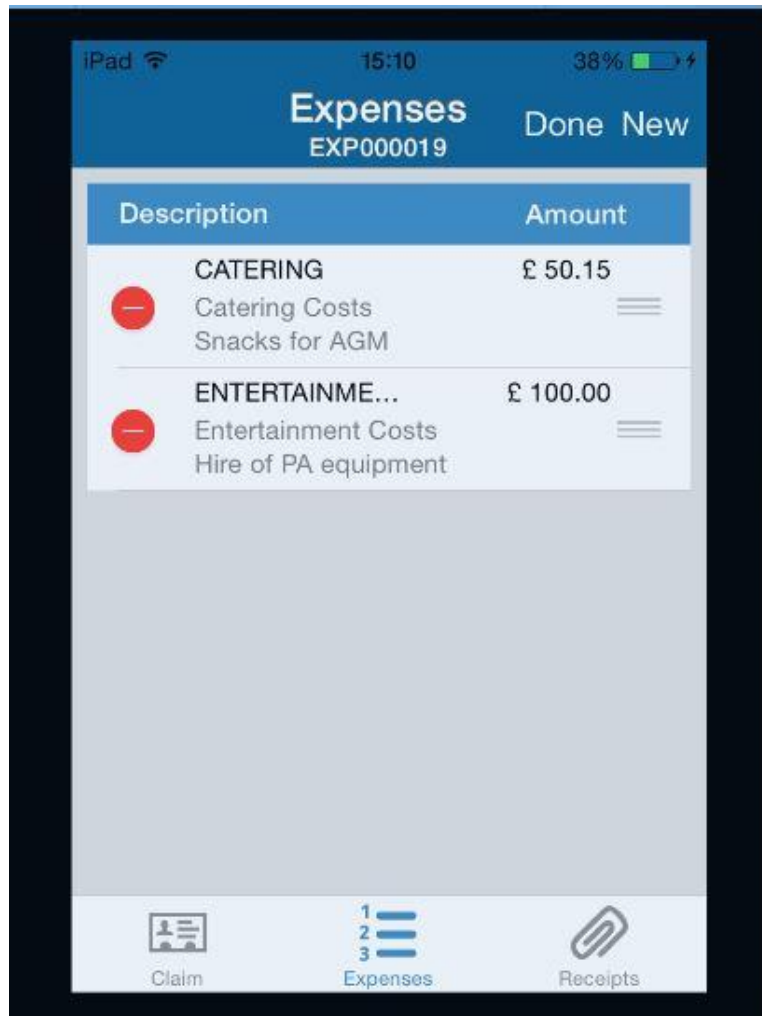 iPad 15:10 38%
Expenses
EXP000019
Done New
Description Amount
CATERING £ 50.15
Catering Costs
Snacks for AGM
ENTERTAINME... £ 100.00
Entertainment Costs
Hire of PA equipment
1
2
3
Claim Expenses Receipts